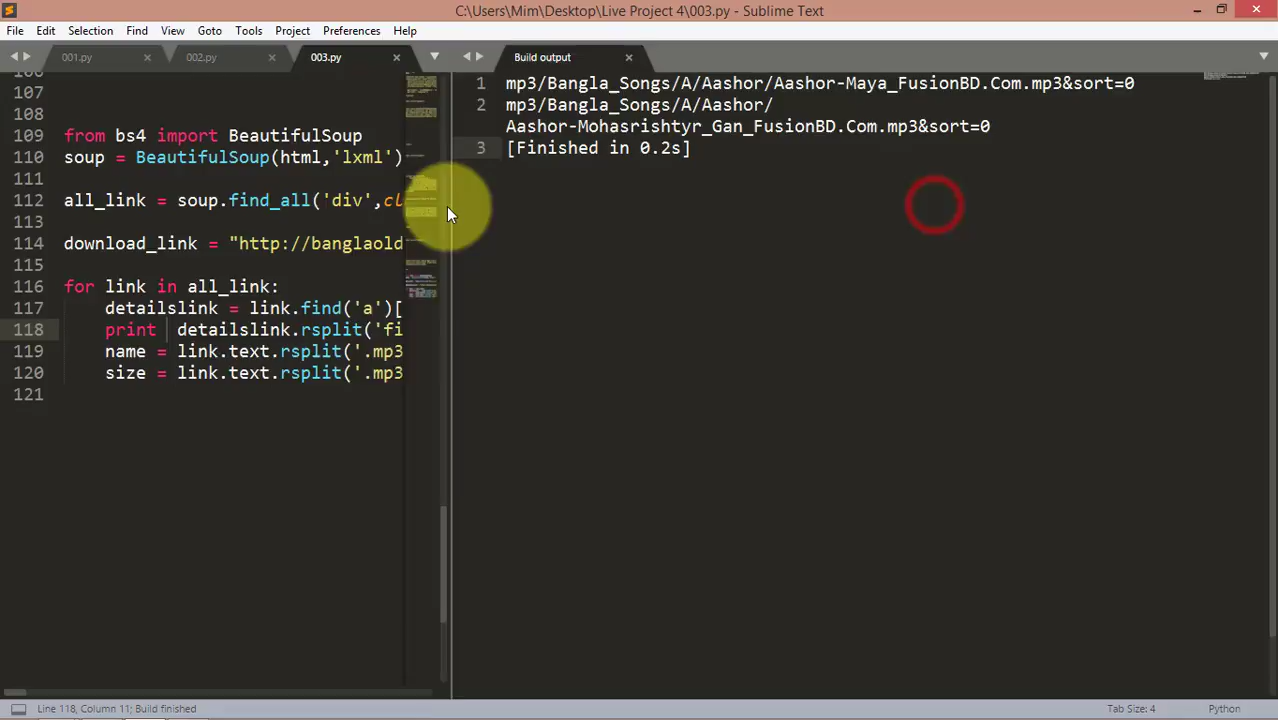 C:\Users\Mim\Desktop\Live Project 4\003.py - Sublime Text
File Edit Selection Find View Goto Tools Project Preferences Help
001.py 002.py 003.py
Build output
107
108
109 from bs4 import BeautifulSoup
110 soup = BeautifulSoup(html,'lxml')
111
112 all_link = soup.find_all('div',cl
113
114 download_link = "http://banglaold
115
116 for link in all_link:
117 detailslink = link.find('a')[
118 print detailslink.rsplit('fi
119 name = link.text.rsplit('.mp3
120 size = link.text.rsplit('.mp3
121
1 mp3/Bangla_Songs/A/Aashor/Aashor-Maya_FusionBD.Com.mp3&sort=0
2 mp3/Bangla_Songs/A/Aashor/
Aashor-Mohasrishtyr_Gan_FusionBD.Com.mp3&sort=0
3 [Finished in 0.2s]
Line 118, Column 11; Build finished
Tab Size: 4
Python